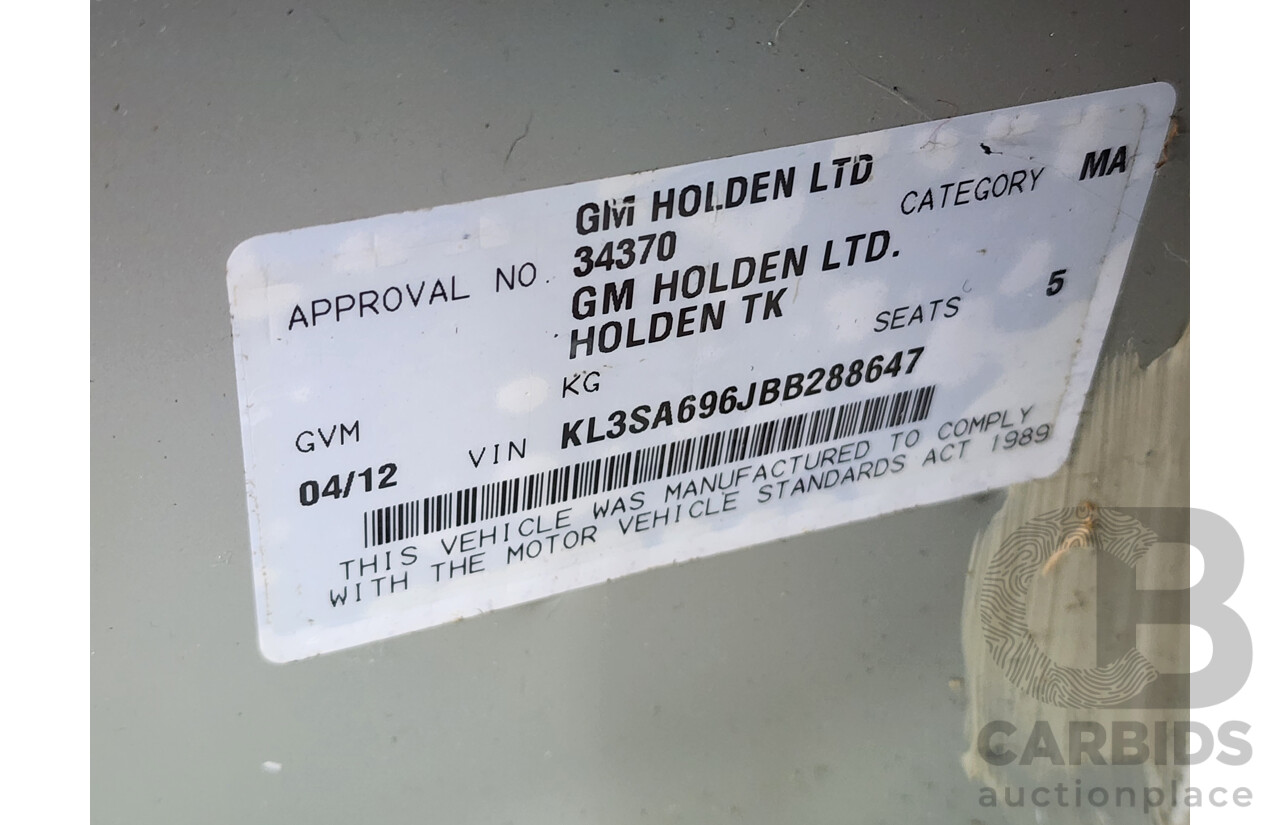 GM HOLDEN LTD
APPROVAL NO. 34370 CATEGORY MA
GM HOLDEN LTD.
HOLDEN TK SEATS 5
GVM KG
04/12 VIN KL3SA696JBB288647
THIS VEHICLE WAS MANUFACTURED TO COMPLY
WITH THE MOTOR VEHICLE STANDARDS ACT 1989
CB
CARBIDS
auctionplace